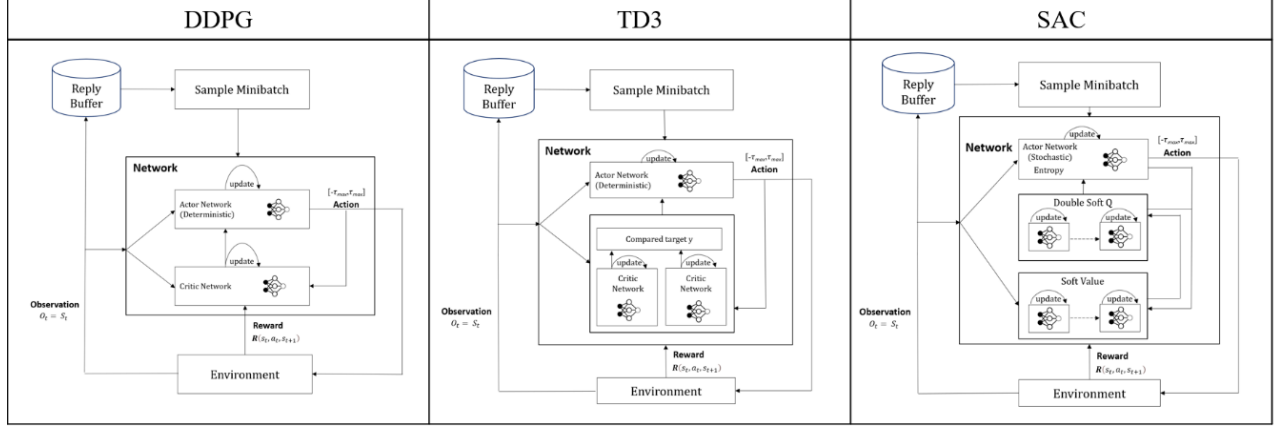 DDPG
TD3
SAC
Reply
Buffer
Sample Minibatch
Network
update
Actor Network
(Deterministic)
[-τmax,τmax]
Action
update
Critic Network
Observation
Oₜ = Sₜ
Reward
R(sₜ, aₜ, sₜ₊₁)
Environment
Reply
Buffer
Sample Minibatch
Network
update
Actor Network
(Deterministic)
[-τmax,τmax]
Action
Compared target y
update
update
Critic
Network
Critic
Network
Observation
Oₜ = Sₜ
Reward
R(sₜ, aₜ, sₜ₊₁)
Environment
Reply
Buffer
Sample Minibatch
Network
update
Actor Network
(Stochastic)
Entropy
[-τmax,τmax]
Action
Double Soft Q
update
update
Soft Value
update
update
Observation
Oₜ = Sₜ
Reward
R(sₜ, aₜ, sₜ₊₁)
Environment